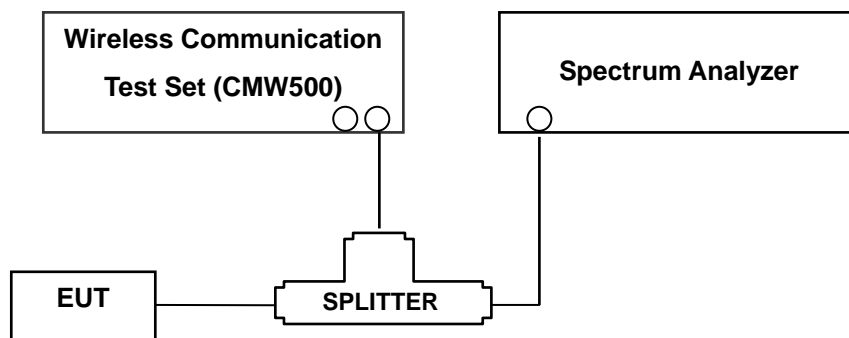 Wireless Communication
Test Set (CMW500)
Spectrum Analyzer
EUT
SPLITTER